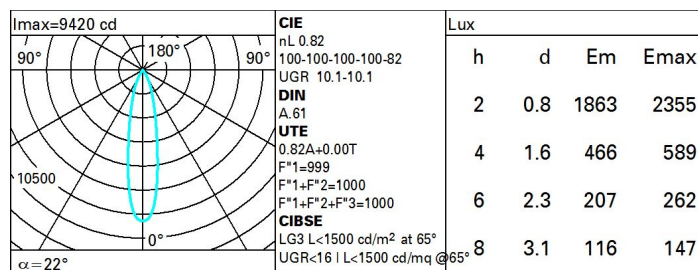 Imax=9420 cd
90° 180° 90°
10500
0°
α=22°
CIE
nL 0.82
100-100-100-100-82
UGR 10.1-10.1
DIN
A.61
UTE
0.82A+0.00T
F"1=999
F"1+F"2=1000
F"1+F"2+F"3=1000
CIBSE
LG3 L<1500 cd/m² at 65°
UGR<16 | L<1500 cd/mq @65°
Lux
h d Em Emax
2 0.8 1863 2355
4 1.6 466 589
6 2.3 207 262
8 3.1 116 147